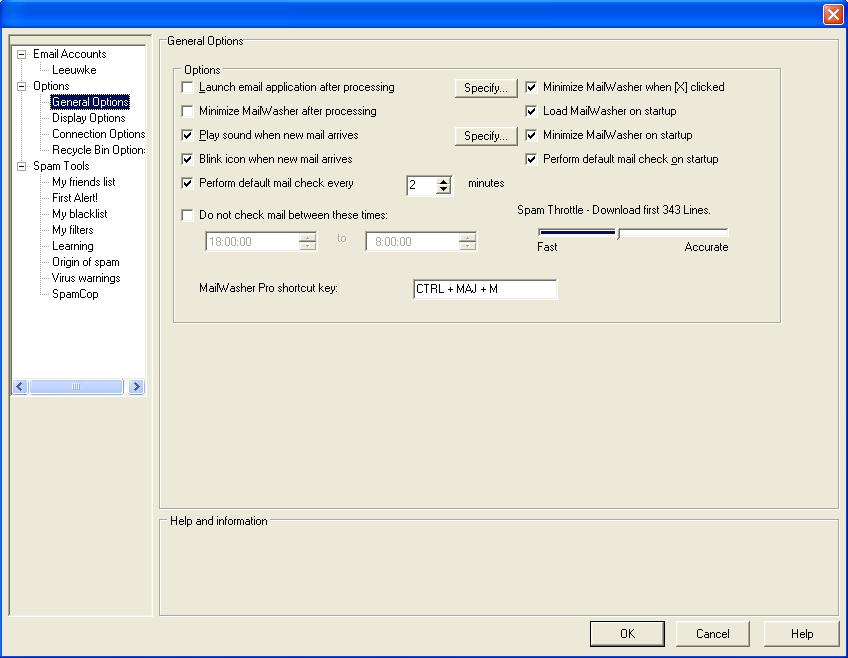 Email Accounts
Leeuwke
Options
General Options
Display Options
Connection Options
Recycle Bin Option
Spam Tools
My friends list
First Alert!
My blacklist
My filters
Learning
Origin of spam
Virus warnings
SpamCop
General Options
Options
Launch email application after processing
Specify...
Minimize MailWasher when [X] clicked
Minimize MailWasher after processing
Load MailWasher on startup
Play sound when new mail arrives
Specify...
Minimize MailWasher on startup
Blink icon when new mail arrives
Perform default mail check on startup
Perform default mail check every
2
minutes
Do not check mail between these times:
18:00:00
to
8:00:00
Spam Throttle - Download first 343 Lines.
Fast
Accurate
MailWasher Pro shortcut key:
CTRL + MAJ + M
Help and information
OK
Cancel
Help